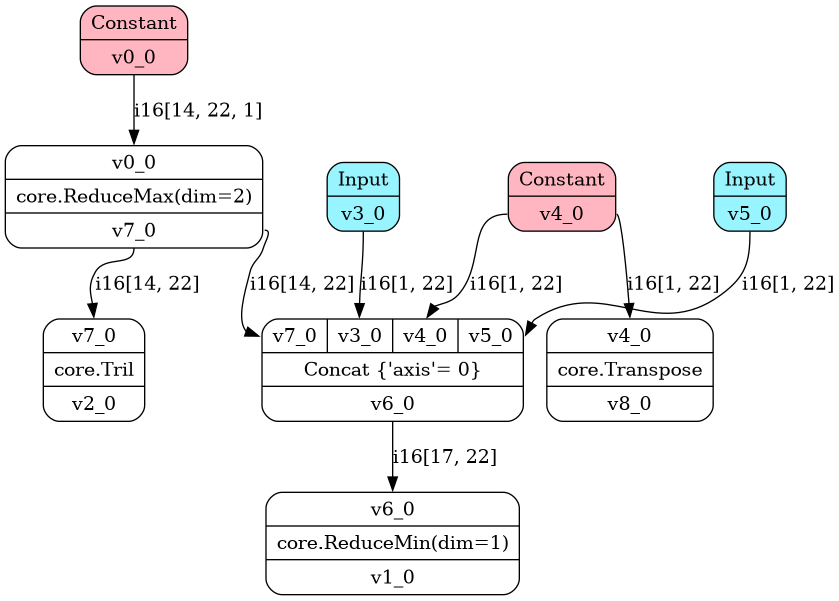 Constant
v0_0
i16[14, 22, 1]
v0_0
core.ReduceMax(dim=2)
v7_0
Input
v3_0
Constant
v4_0
Input
v5_0
i16[14, 22]
i16[14, 22]
i16[1, 22]
i16[1, 22]
i16[1, 22]
i16[1, 22]
v7_0
core.Tril
v2_0
v7_0 v3_0 v4_0 v5_0
Concat {'axis'= 0}
v6_0
v4_0
core.Transpose
v8_0
i16[17, 22]
v6_0
core.ReduceMin(dim=1)
v1_0